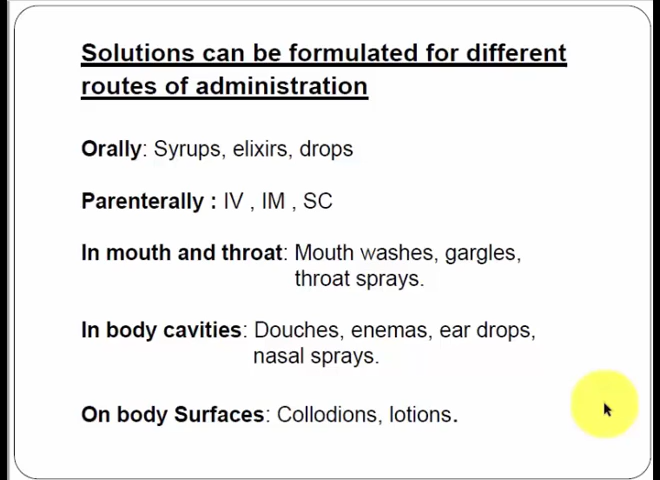 Solutions can be formulated for different
routes of administration
Orally: Syrups, elixirs, drops
Parenterally : IV , IM , SC
In mouth and throat: Mouth washes, gargles,
throat sprays.
In body cavities: Douches, enemas, ear drops,
nasal sprays.
On body Surfaces: Collodions, lotions.